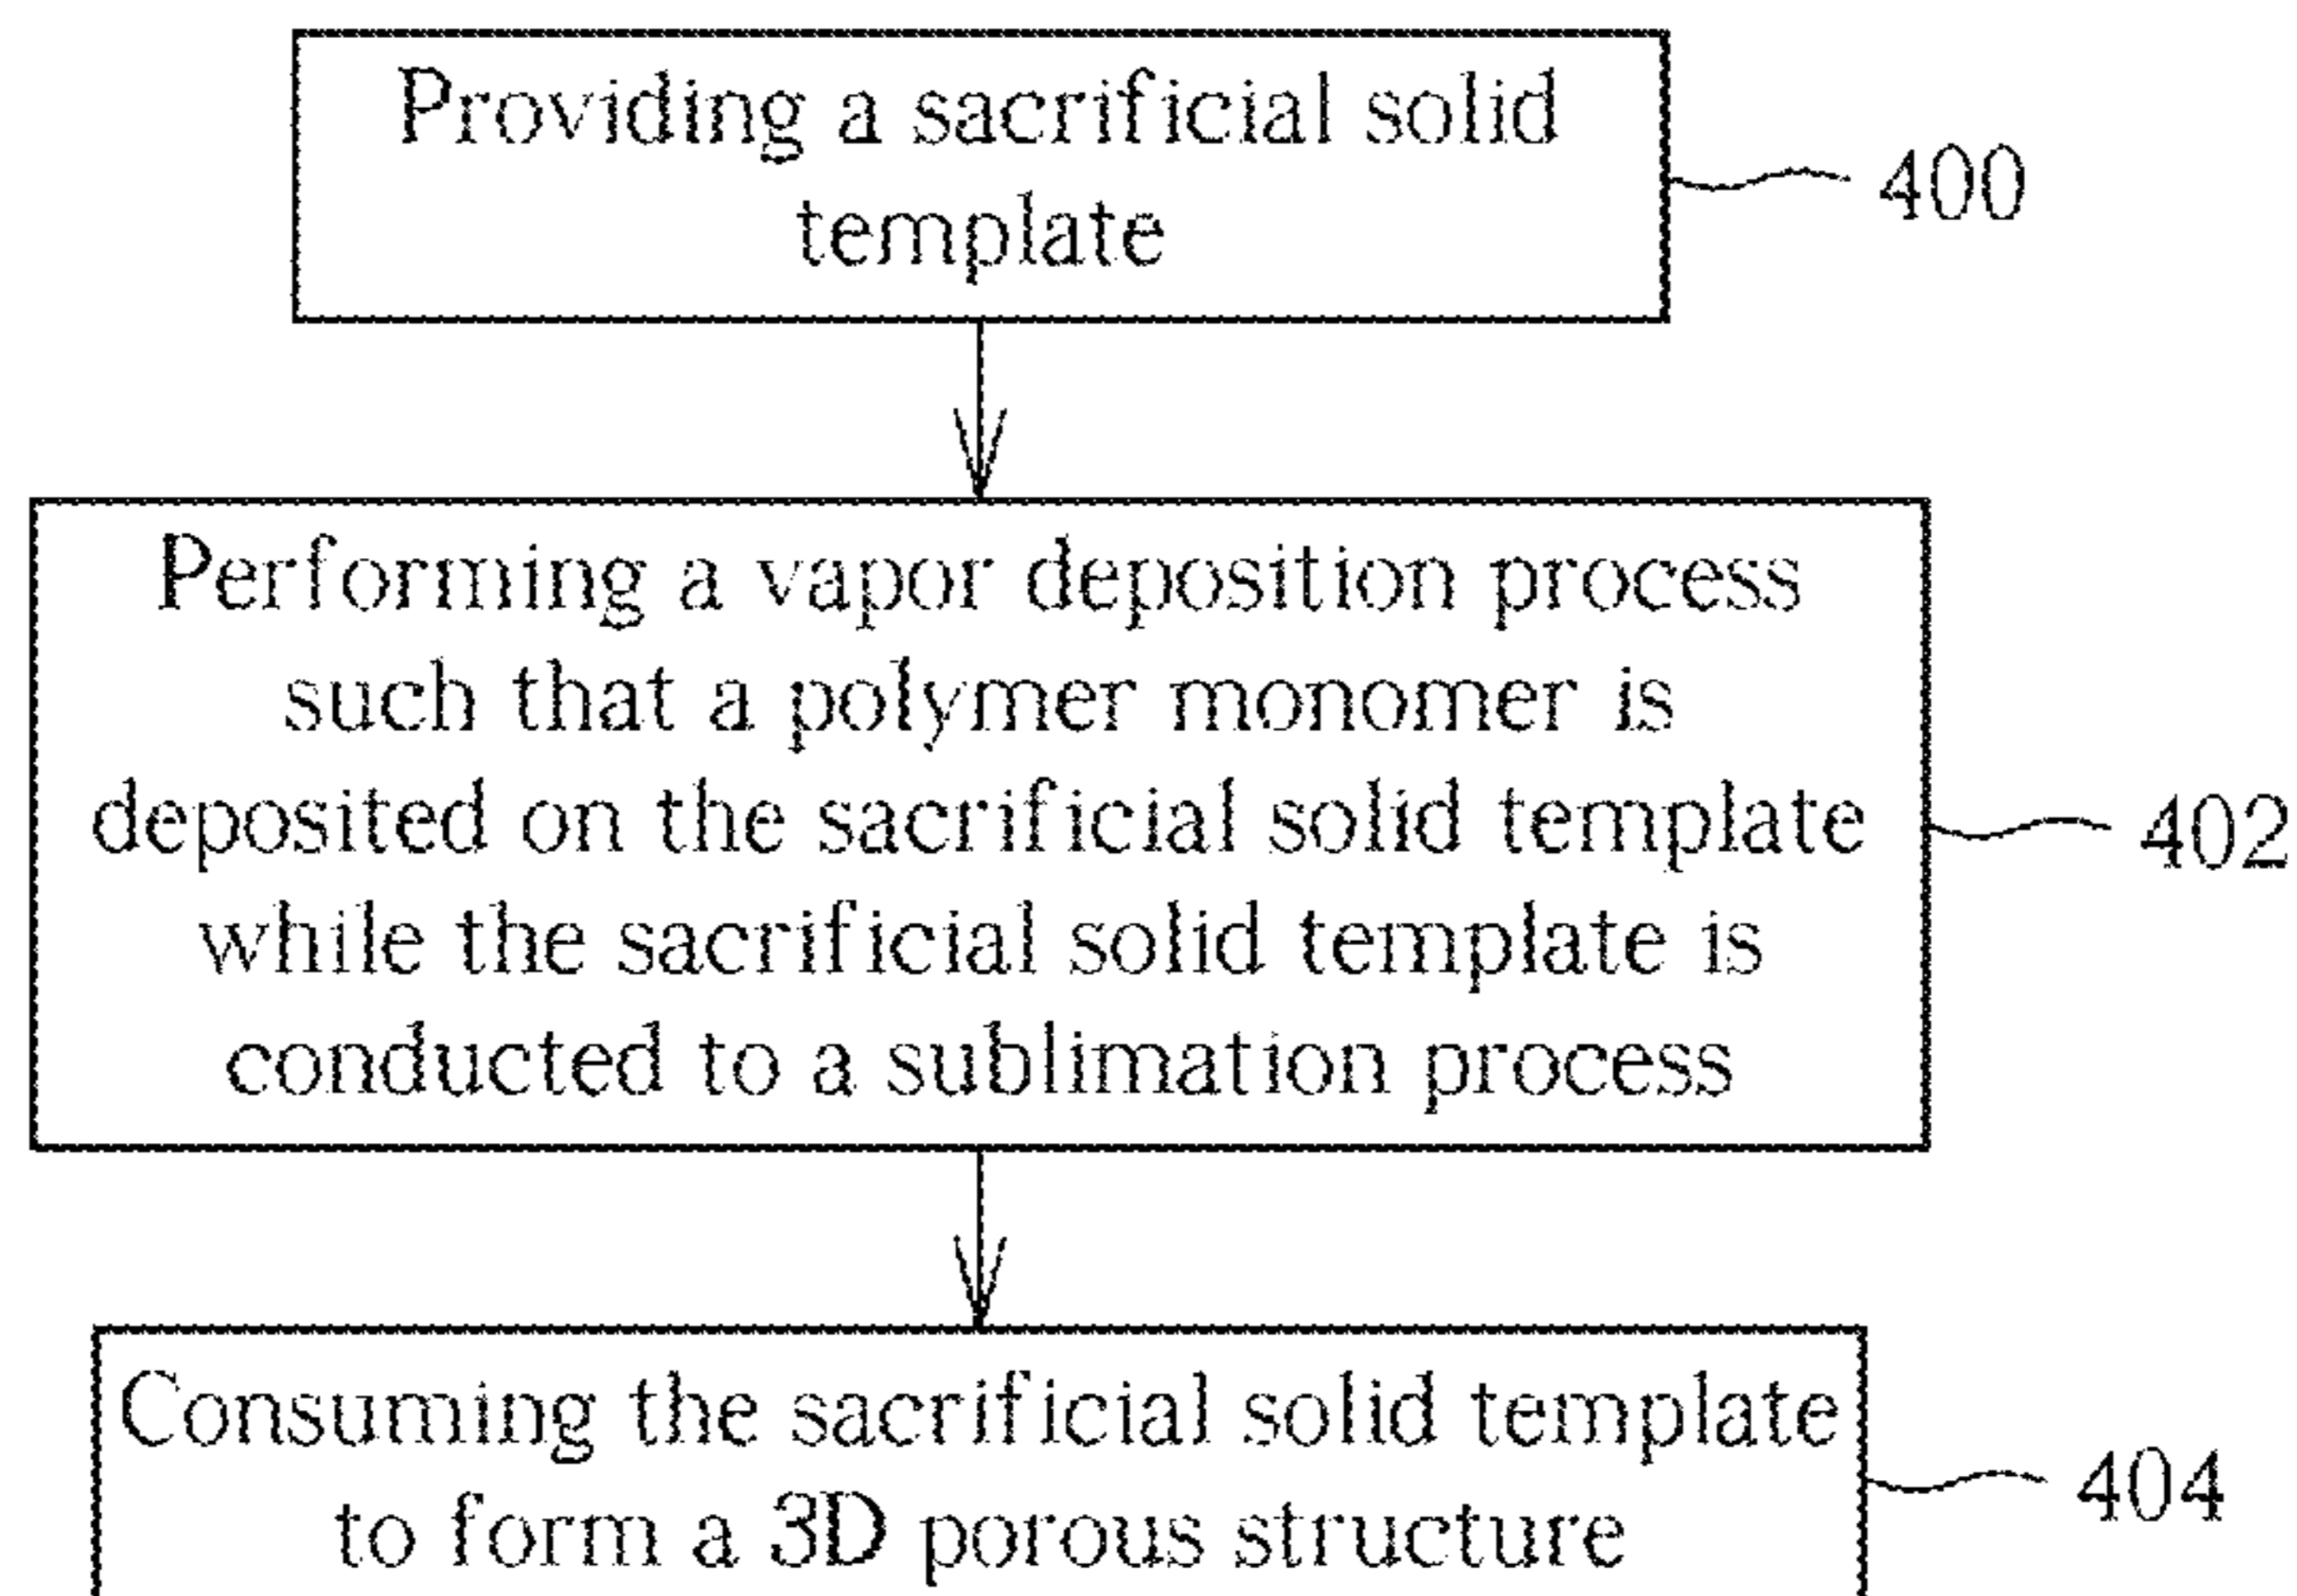 Providing a sacrificial solid
template
400
Performing a vapor deposition process
such that a polymer monomer is
deposited on the sacrificial solid template
while the sacrificial solid template is
conducted to a sublimation process
402
Consuming the sacrificial solid template
to form a 3D porous structure
404